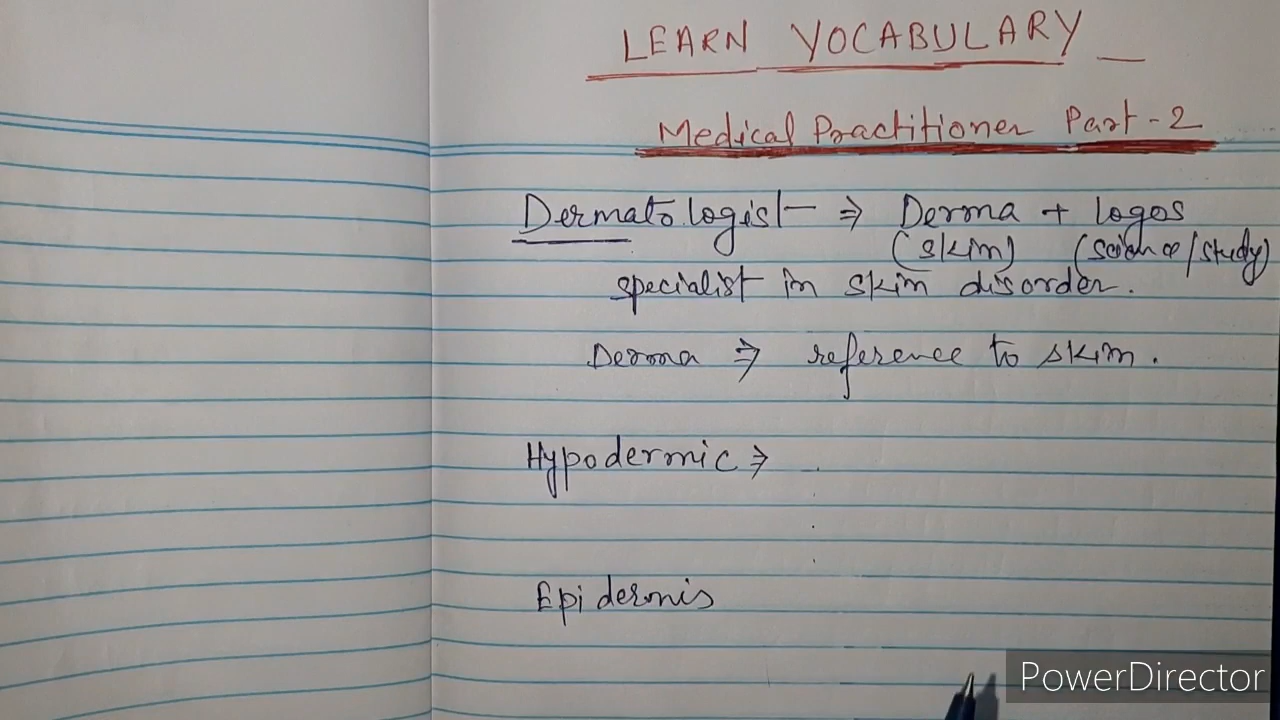 LEARN VOCABULARY
Medical Practitioner Part-2
Dermatologist ⇒ Derma + logos
(skin) (science/study)
specialist in skin disorder.
Derma ⇒ reference to skin.
Hypodermic ⇒
Epidermis
PowerDirector